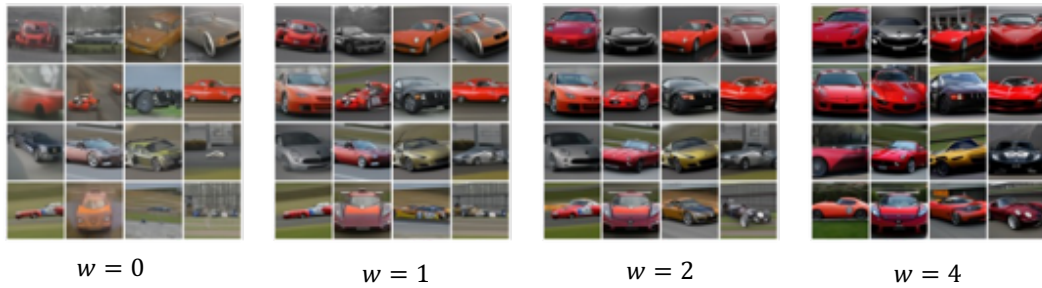 w = 0
w = 1
w = 2
w = 4